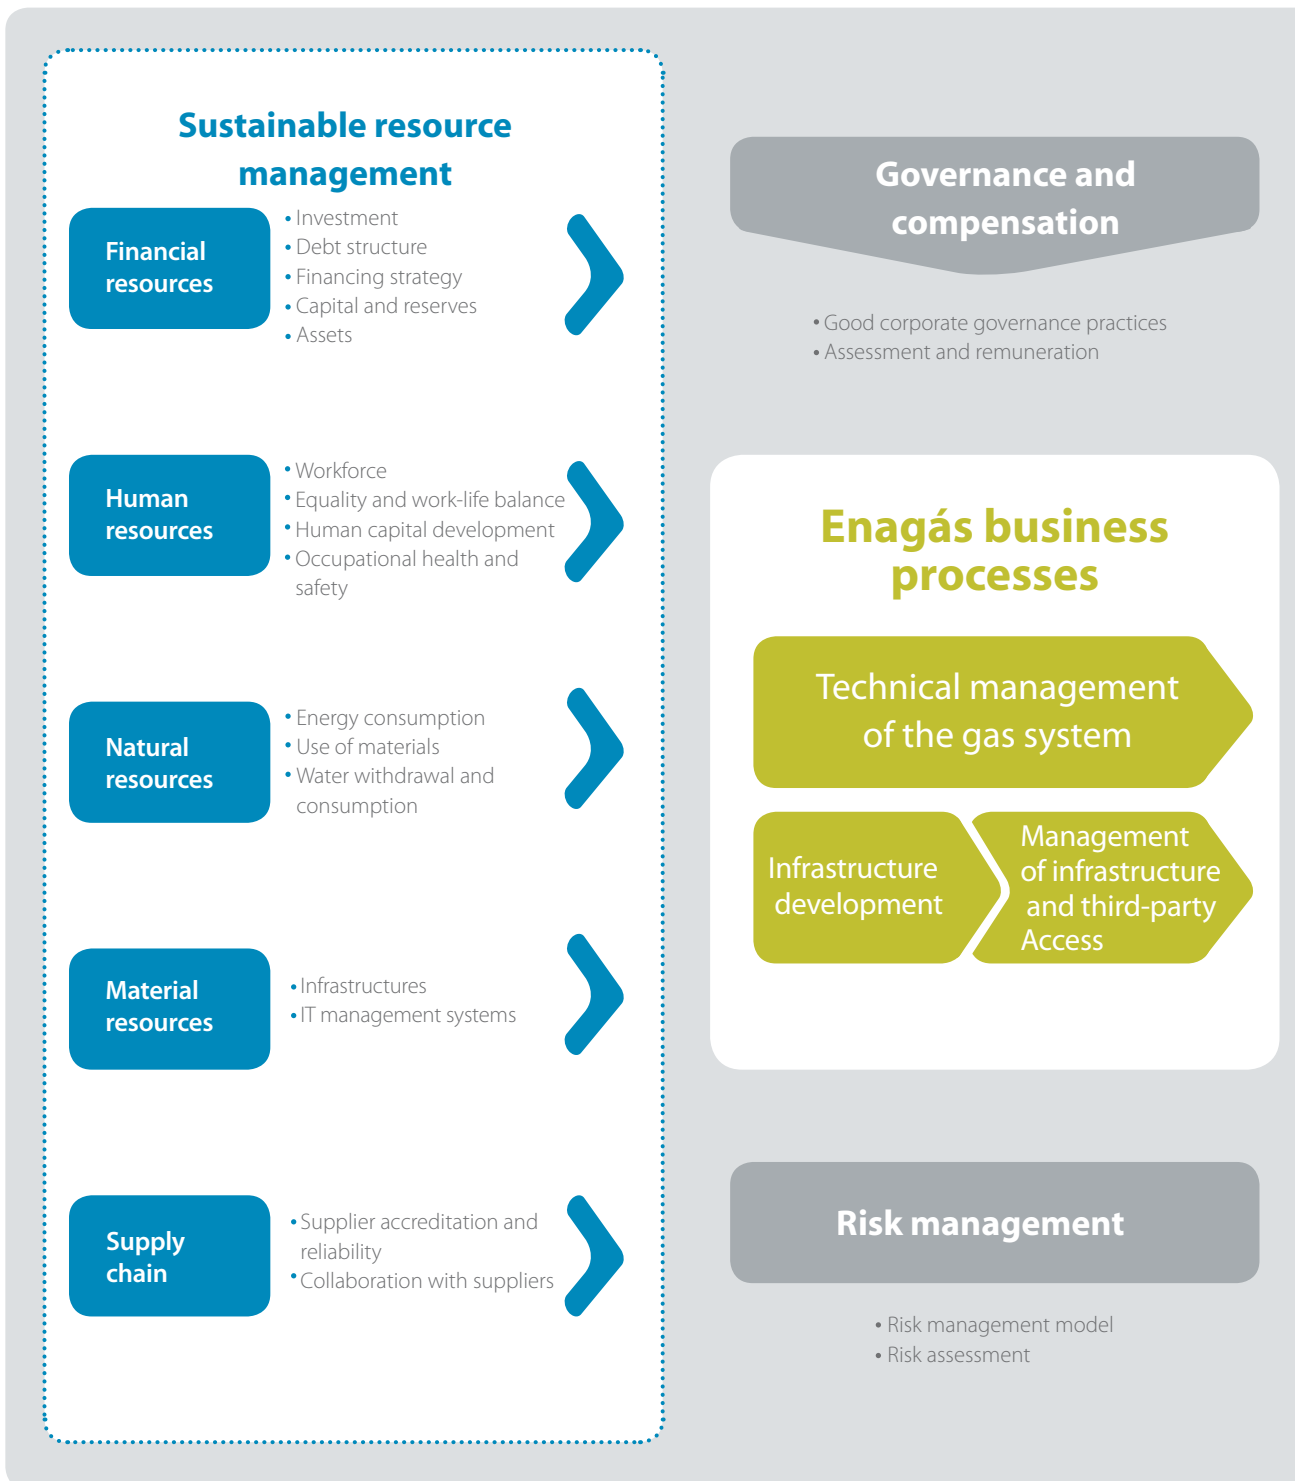 Sustainable resource
management
Financial
resources
• Investment
• Debt structure
• Financing strategy
• Capital and reserves
• Assets
Human
resources
• Workforce
• Equality and work-life balance
• Human capital development
• Occupational health and
safety
Natural
resources
• Energy consumption
• Use of materials
• Water withdrawal and
consumption
Material
resources
• Infrastructures
• IT management systems
Supply
chain
• Supplier accreditation and
reliability
• Collaboration with suppliers
Governance and
compensation
• Good corporate governance practices
• Assessment and remuneration
Enagás business
processes
Technical management
of the gas system
Infrastructure
development
Management
of infrastructure
and third-party
Access
Risk management
• Risk management model
• Risk assessment